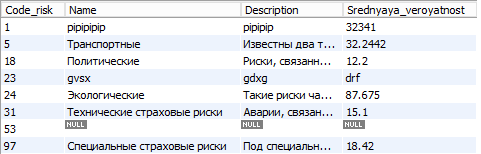 Code_risk Name Description Srednyaya_veroyatnost
1 pipipipip pipipip 32341
5 Транспортные Известны два т... 32.2442
18 Политические Риски, связанн... 12.2
23 gvsx gdxg drf
24 Экологические Такие риски ча... 87.675
31 Технические страховые риски Аварии, связан... 15.1
53 NULL NULL NULL
97 Специальные страховые риски Под специальн... 18.42